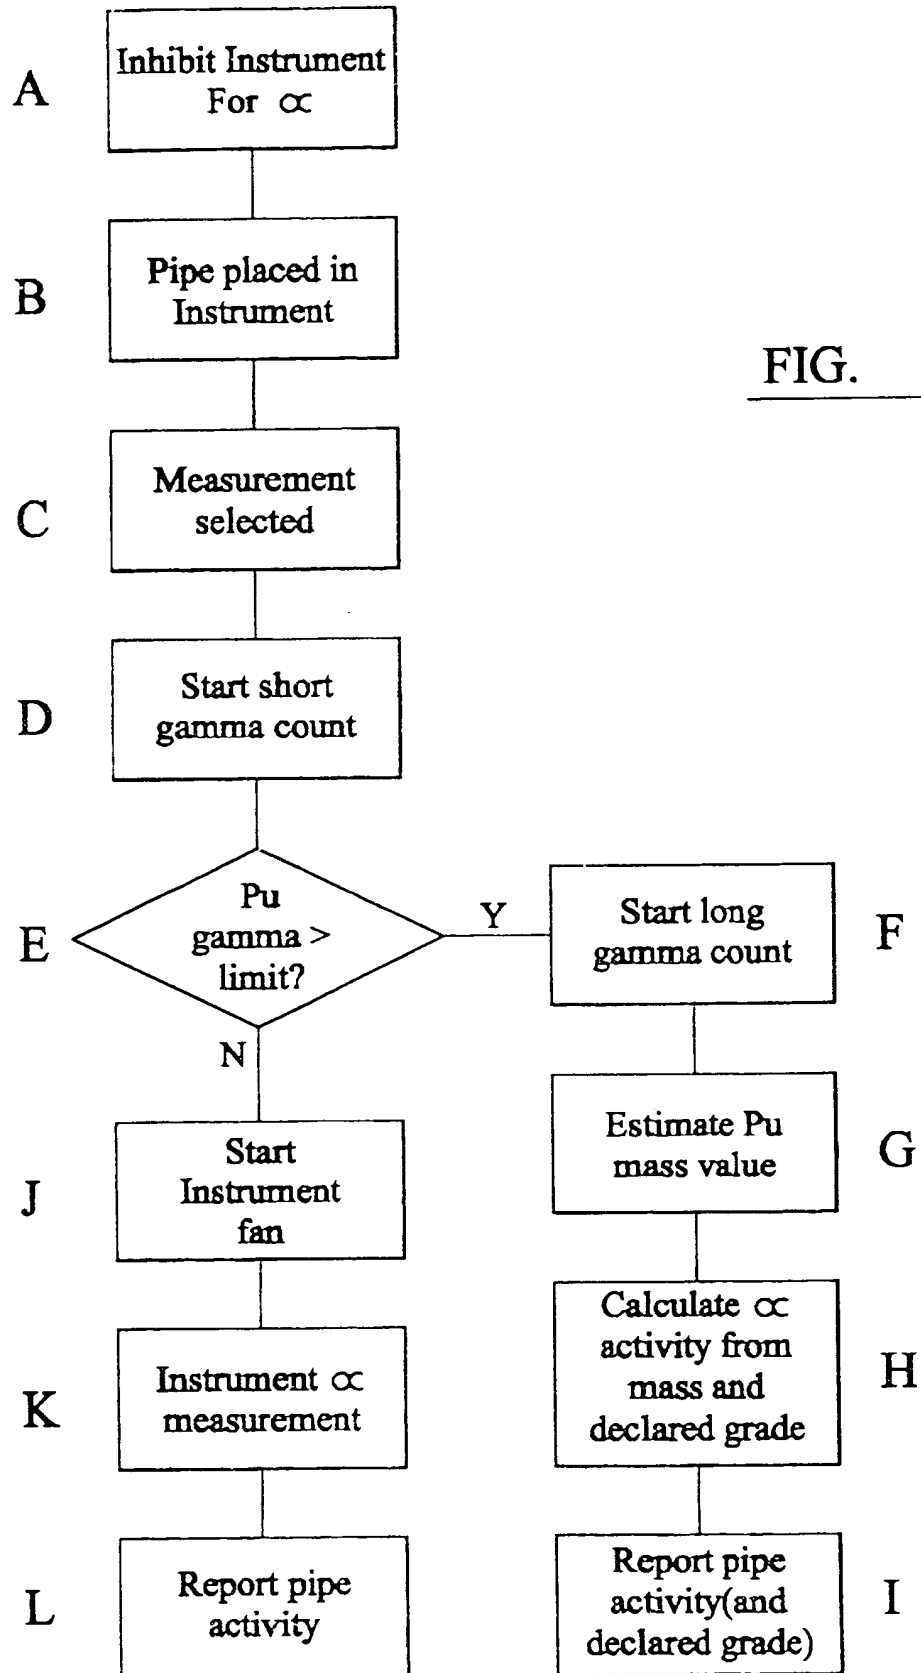 A
Inhibit Instrument
For ∝
B
Pipe placed in
Instrument
FIG.
C
Measurement
selected
D
Start short
gamma count
E
Pu
gamma >
limit?
Y
Start long
gamma count
F
N
Estimate Pu
mass value
G
J
Start
Instrument
fan
Calculate ∝
activity from
mass and
declared grade
H
K
Instrument ∝
measurement
L
Report pipe
activity
Report pipe
activity(and
declared grade)
I